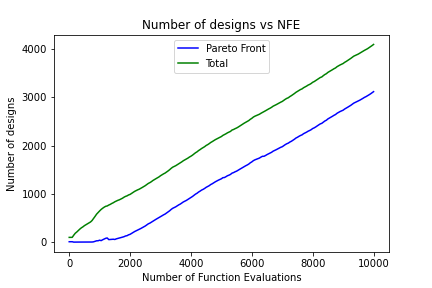 Number of designs vs NFE
Pareto Front
Total
Number of designs
4000
3000
2000
1000
0
0 2000 4000 6000 8000 10000
Number of Function Evaluations